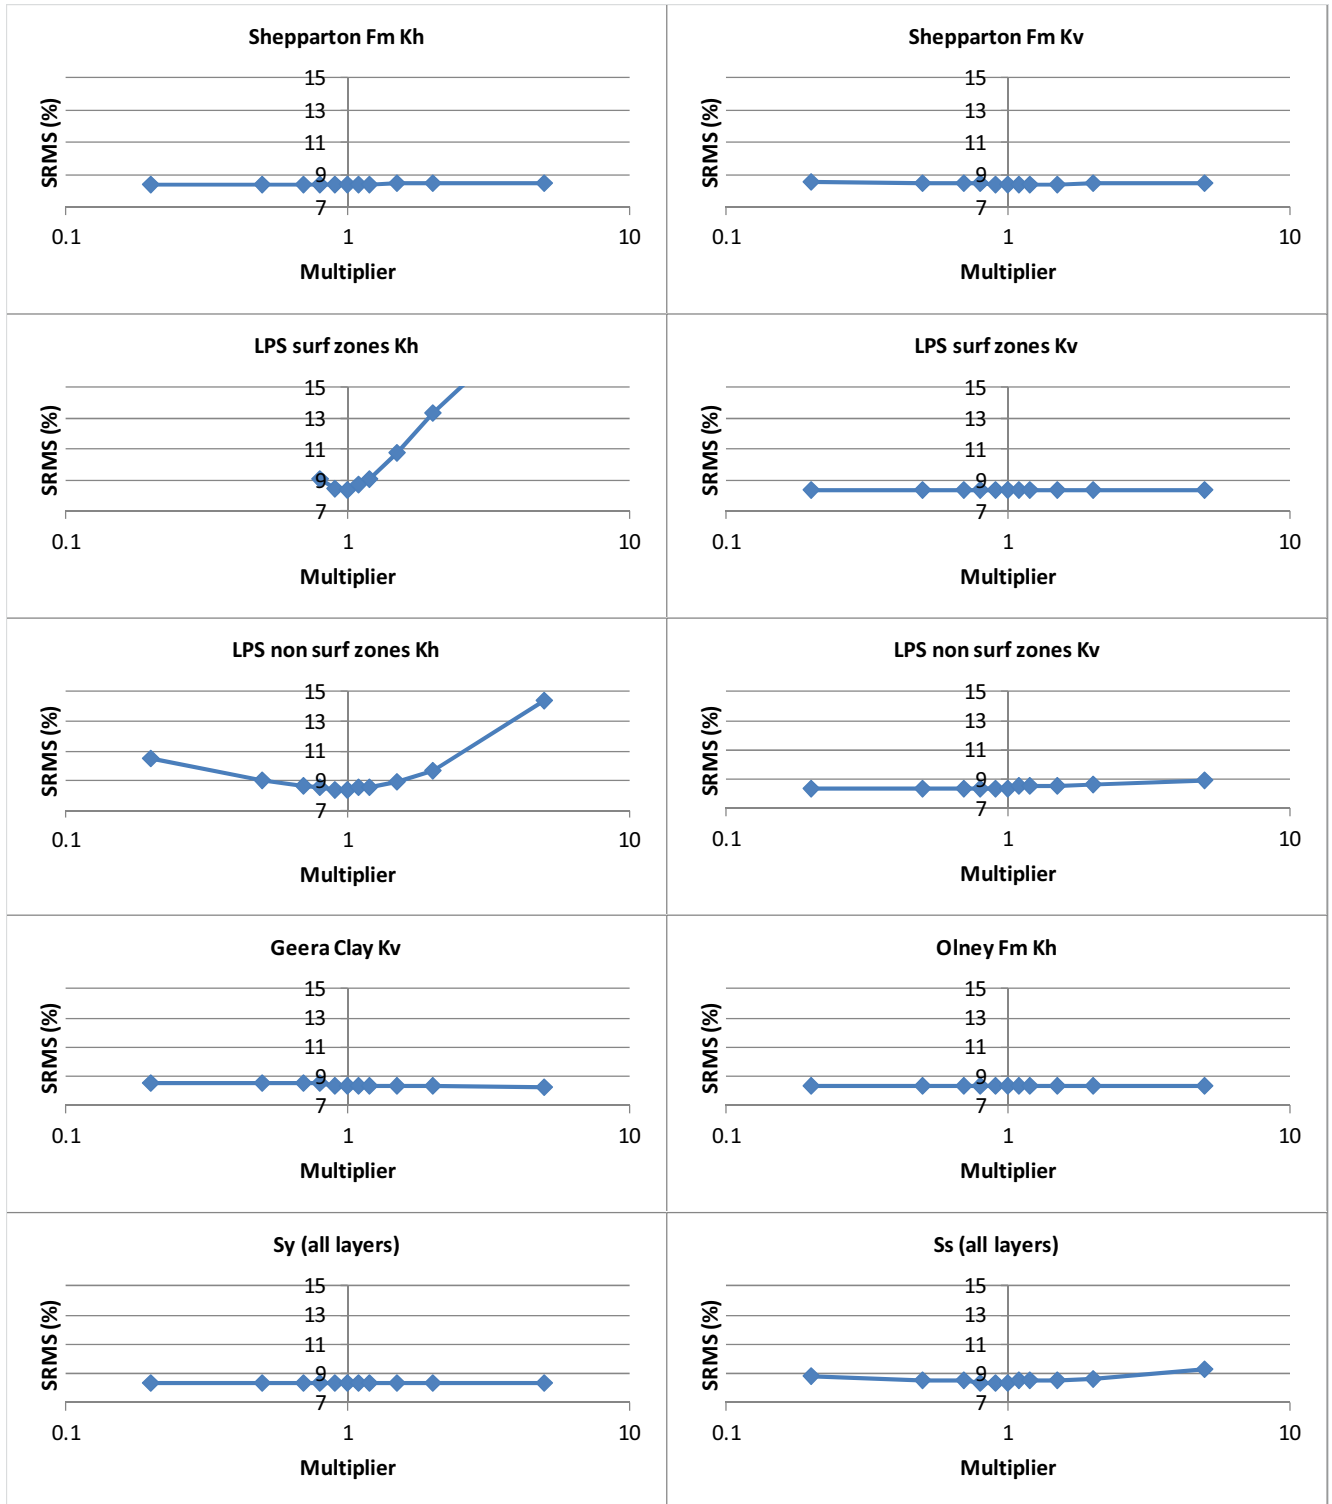 Shepparton Fm Kh
15
13
11
9
7
SRMS (%)
0.1 1 10
Multiplier
Shepparton Fm Kv
15
13
11
9
7
SRMS (%)
0.1 1 10
Multiplier
LPS surf zones Kh
15
13
11
9
7
SRMS (%)
0.1 1 10
Multiplier
LPS surf zones Kv
15
13
11
9
7
SRMS (%)
0.1 1 10
Multiplier
LPS non surf zones Kh
15
13
11
9
7
SRMS (%)
0.1 1 10
Multiplier
LPS non surf zones Kv
15
13
11
9
7
SRMS (%)
0.1 1 10
Multiplier
Geera Clay Kv
15
13
11
9
7
SRMS (%)
0.1 1 10
Multiplier
Olney Fm Kh
15
13
11
9
7
SRMS (%)
0.1 1 10
Multiplier
Sy (all layers)
15
13
11
9
7
SRMS (%)
0.1 1 10
Multiplier
Ss (all layers)
15
13
11
9
7
SRMS (%)
0.1 1 10
Multiplier